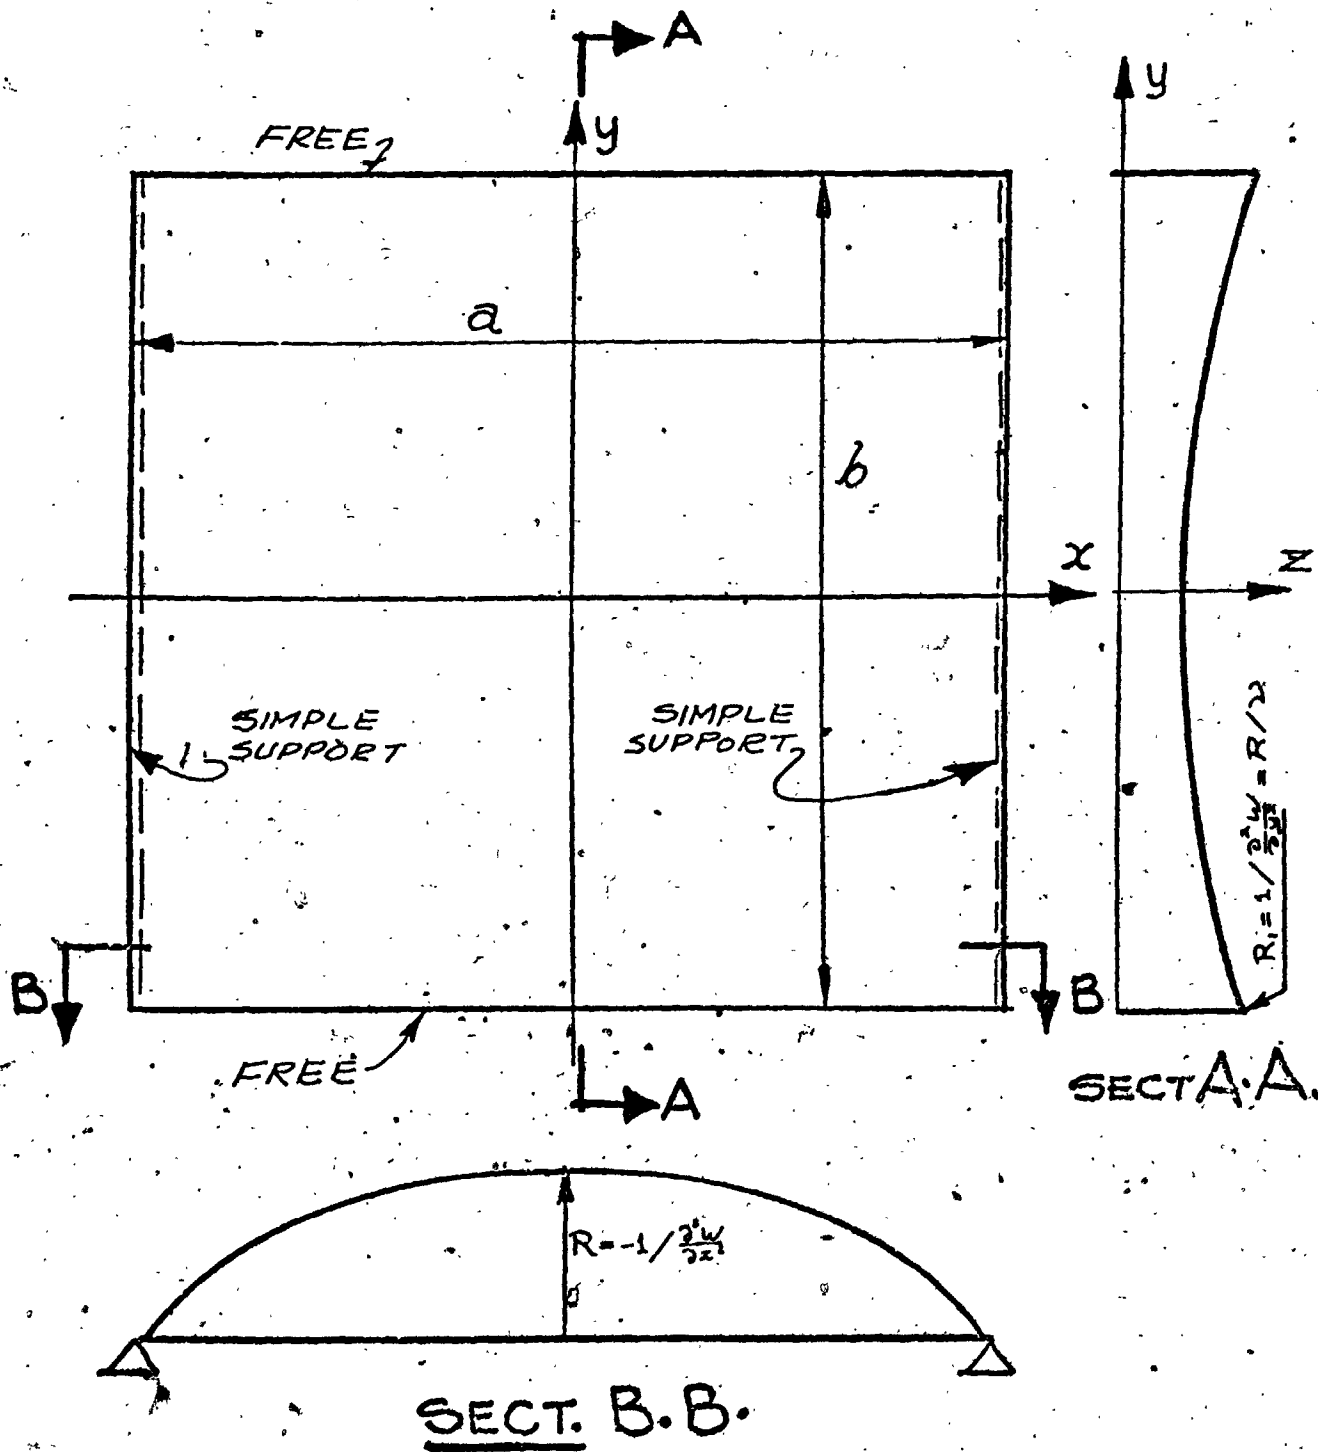 A
y
y
FREE
a
b
x
z
SIMPLE
SUPPORT
SIMPLE
SUPPORT
R₁=1/∂²W/∂y²=R/ν
B
B
FREE
A
SECT A·A.
R=-1/∂²W/∂x²
SECT. B.B.